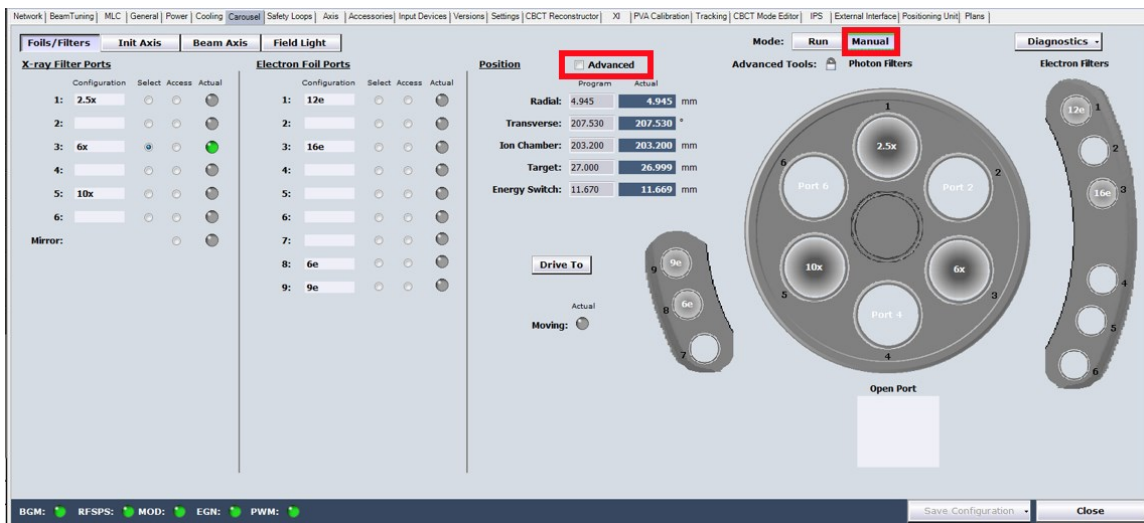 Network | BeamTuning | MLC | General | Power | Cooling | Carousel | Safety Loops | Axis | Accessories | Input Devices | Versions | Settings | CBCT Reconstructor | XI | PVA Calibration | Tracking | CBCT Mode Editor | IPS | External Interface | Positioning Unit | Plans |
Foils/Filters Init Axis Beam Axis Field Light Mode: Run Manual Diagnostics
X-ray Filter Ports Electron Foil Ports Position Advanced Advanced Tools: Photon Filters Electron Filters
Configuration Select Access Actual Configuration Select Access Actual Program Actual
1: 2.5x 1: 12e Radial: 4.945 4.945 mm
2: 2: Transverse: 207.530 207.530 °
3: 6x 3: 16e Ion Chamber: 203.200 203.200 mm
4: 4: Target: 27.000 26.999 mm
5: 10x 5: Energy Switch: 11.670 11.669 mm
6: 6:
Mirror: 7:
8: 6e
9: 9e
Drive To
Actual
Moving:
1
2.5x
6 Port 6 Port 2 2
10x 6x
5 3
Port 4
4
9 9e
8 6e
7
12e 1
2
16e 3
4
5
6
Open Port
BGM: RFSPS: MOD: EGN: PWM: Save Configuration Close